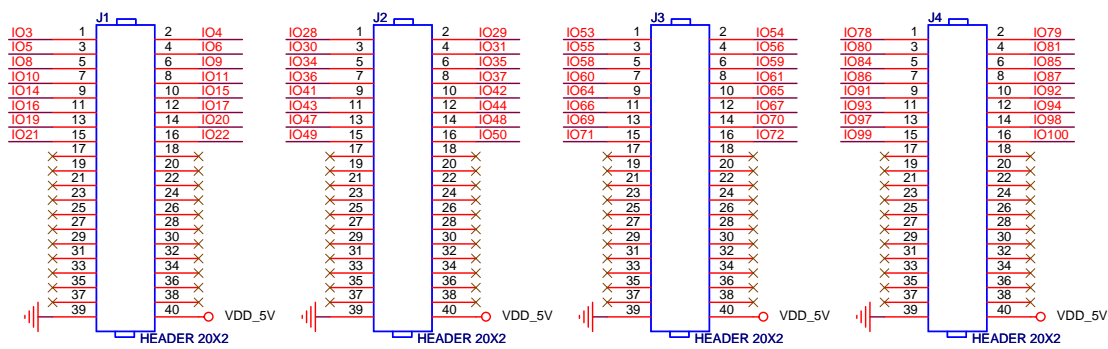 J1 J2 J3 J4
IO3 1 2 IO4 IO28 1 2 IO29 IO53 1 2 IO54 IO78 1 2 IO79
IO5 3 4 IO6 IO30 3 4 IO31 IO55 3 4 IO56 IO80 3 4 IO81
IO8 5 6 IO9 IO34 5 6 IO35 IO58 5 6 IO59 IO84 5 6 IO85
IO10 7 8 IO11 IO36 7 8 IO37 IO60 7 8 IO61 IO86 7 8 IO87
IO14 9 10 IO15 IO41 9 10 IO42 IO64 9 10 IO65 IO91 9 10 IO92
IO16 11 12 IO17 IO43 11 12 IO44 IO66 11 12 IO67 IO93 11 12 IO94
IO19 13 14 IO20 IO47 13 14 IO48 IO69 13 14 IO70 IO97 13 14 IO98
IO21 15 16 IO22 IO49 15 16 IO50 IO71 15 16 IO72 IO99 15 16 IO100
17 18 17 18 17 18 17 18
19 20 19 20 19 20 19 20
21 22 21 22 21 22 21 22
23 24 23 24 23 24 23 24
25 26 25 26 25 26 25 26
27 28 27 28 27 28 27 28
29 30 29 30 29 30 29 30
31 32 31 32 31 32 31 32
33 34 33 34 33 34 33 34
35 36 35 36 35 36 35 36
37 38 37 38 37 38 37 38
39 40 VDD_5V 39 40 VDD_5V 39 40 VDD_5V 39 40 VDD_5V
HEADER 20X2 HEADER 20X2 HEADER 20X2 HEADER 20X2